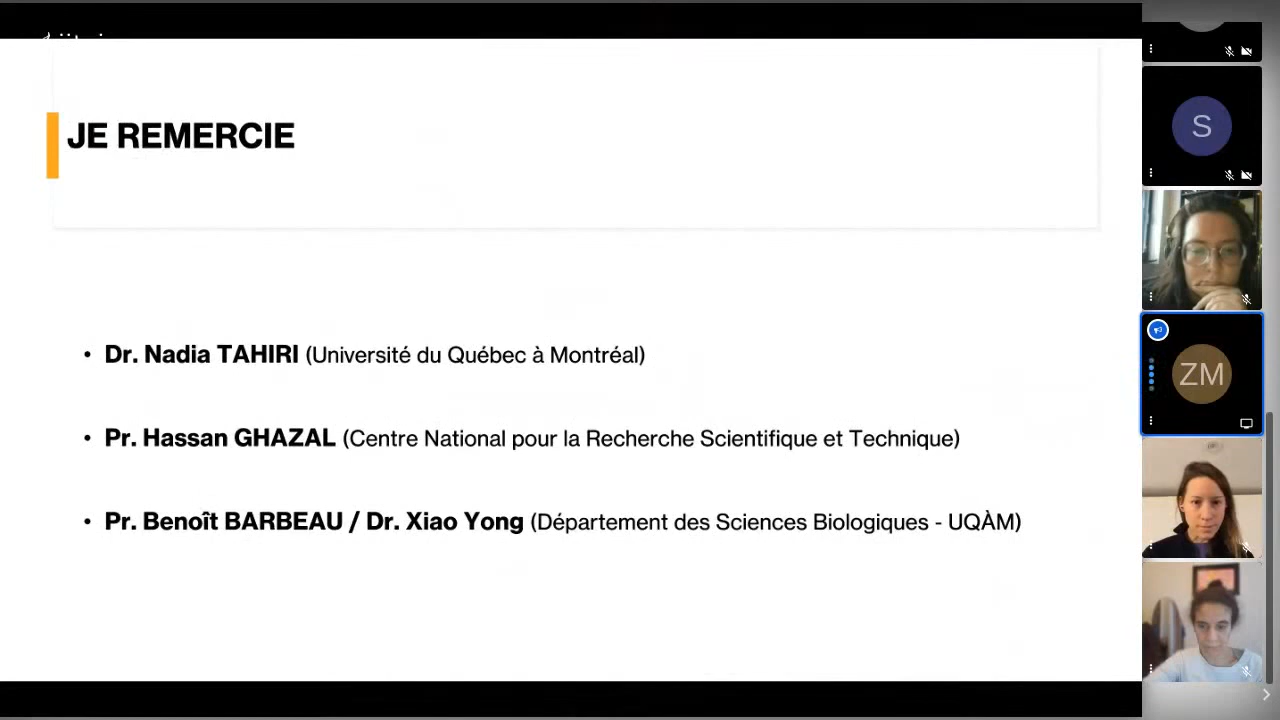 JE REMERCIE
• Dr. Nadia TAHIRI (Université du Québec à Montréal)
• Pr. Hassan GHAZAL (Centre National pour la Recherche Scientifique et Technique)
• Pr. Benoît BARBEAU / Dr. Xiao Yong (Département des Sciences Biologiques - UQÀM)
S
ZM